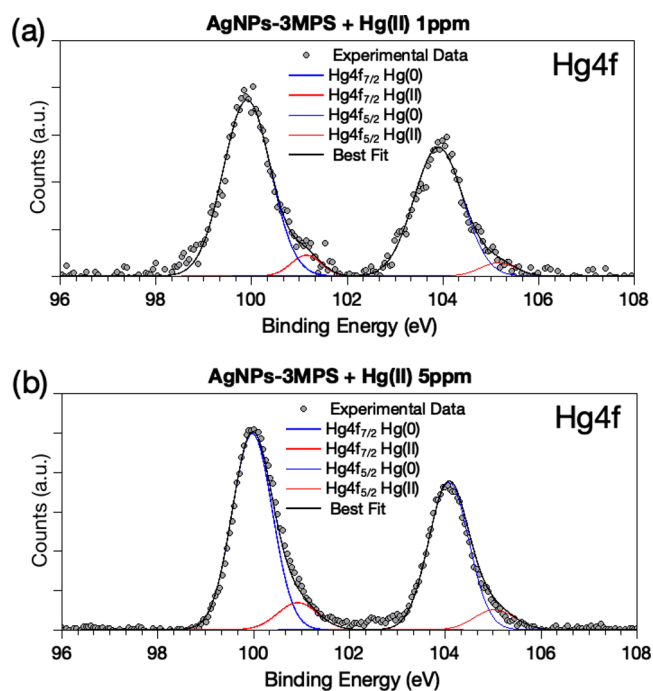 (a)
AgNPs-3MPS + Hg(II) 1ppm
Experimental Data
Hg4f7/2 Hg(0)
Hg4f7/2 Hg(II)
Hg4f5/2 Hg(0)
Hg4f5/2 Hg(II)
Best Fit
Hg4f
Counts (a.u.)
96 98 100 102 104 106 108
Binding Energy (eV)
(b)
AgNPs-3MPS + Hg(II) 5ppm
Experimental Data
Hg4f7/2 Hg(0)
Hg4f7/2 Hg(II)
Hg4f5/2 Hg(0)
Hg4f5/2 Hg(II)
Best Fit
Hg4f
Counts (a.u.)
96 98 100 102 104 106 108
Binding Energy (eV)